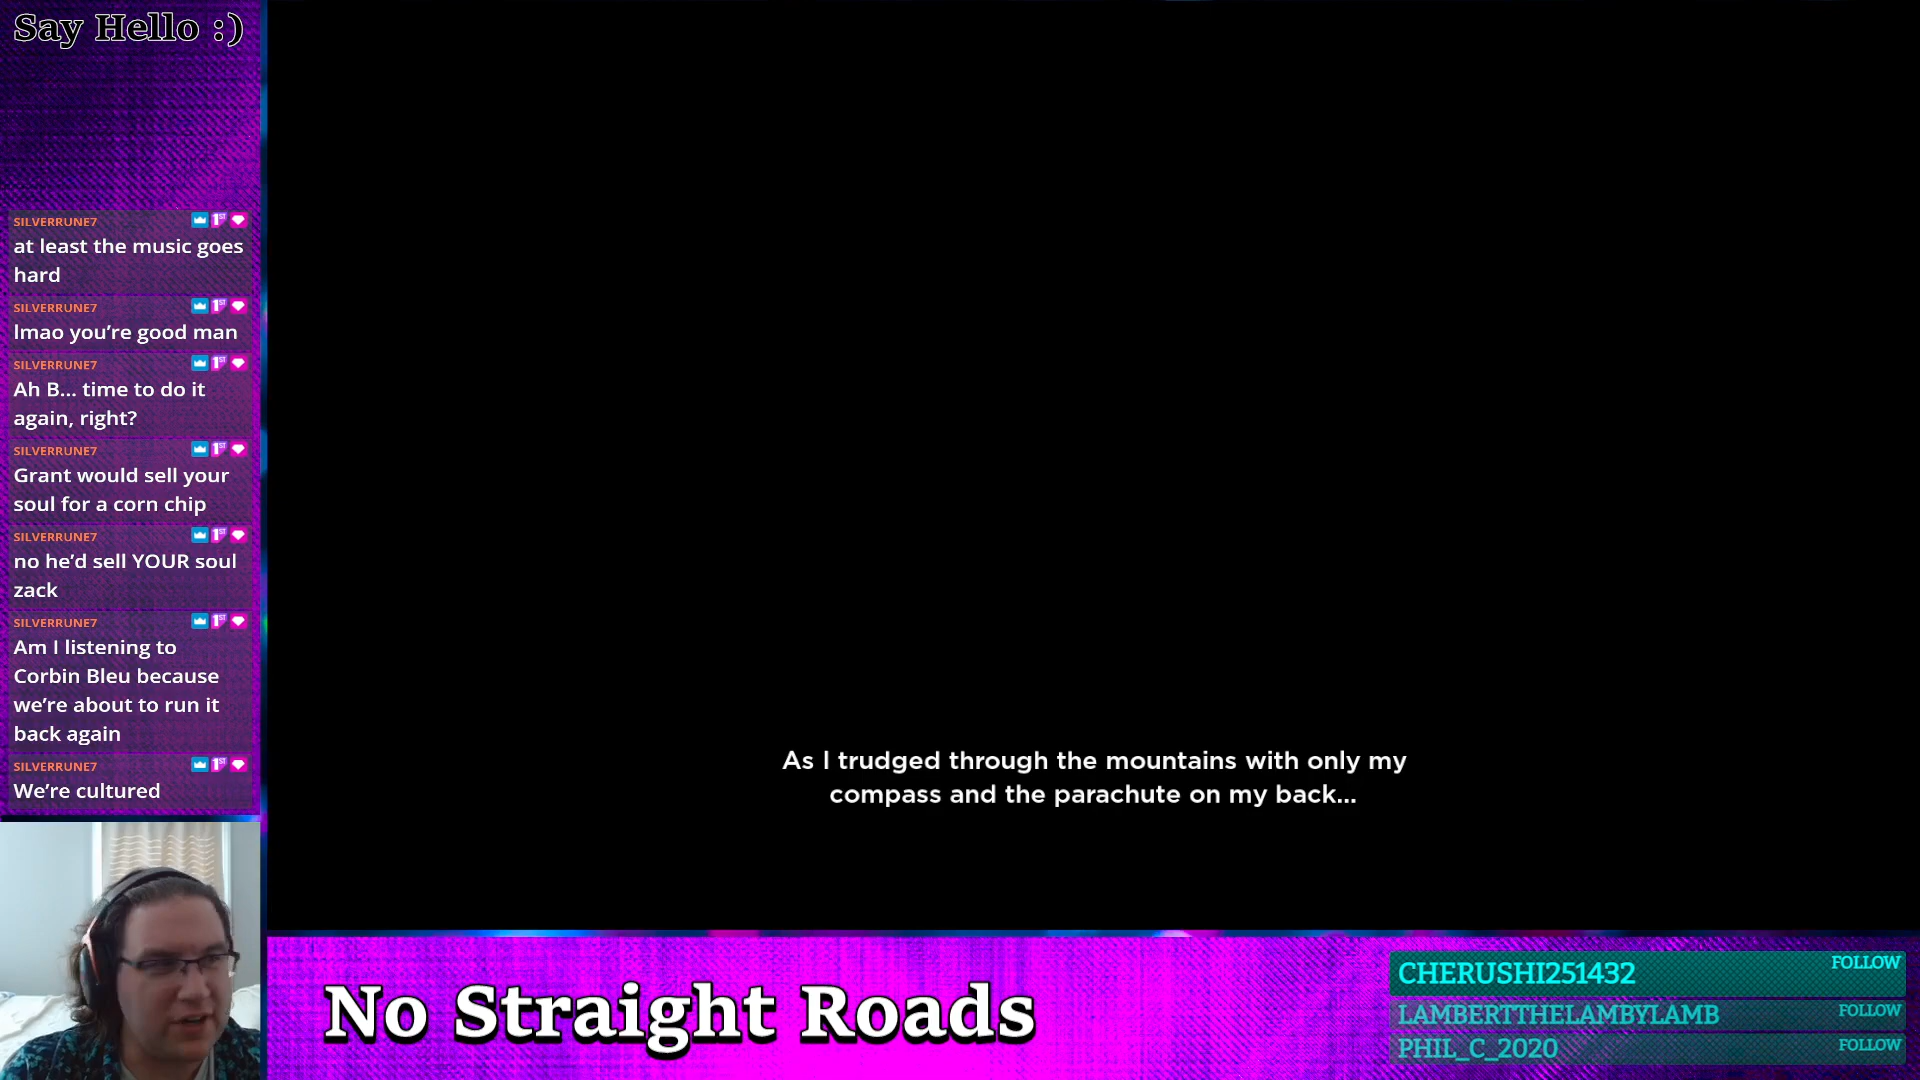 Say Hello :)
SILVERRUNE7
at least the music goes
hard
SILVERRUNE7
lmao you're good man
SILVERRUNE7
Ah B... time to do it
again, right?
SILVERRUNE7
Grant would sell your
soul for a corn chip
SILVERRUNE7
no he'd sell YOUR soul
zack
SILVERRUNE7
Am I listening to
Corbin Bleu because
we're about to run it
back again
SILVERRUNE7
We're cultured
As I trudged through the mountains with only my
compass and the parachute on my back...
No Straight Roads
CHERUSHI251432 FOLLOW
LAMBERTTHELAMBYLAMB FOLLOW
PHIL_C_2020 FOLLOW